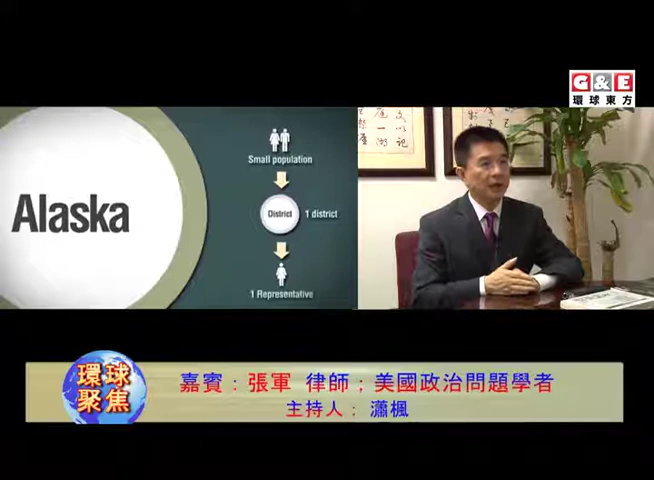 G&E
環球東方
Small population
Alaska
District
1 district
1 Representative
環球
聚焦
嘉賓：張軍 律師；美國政治問題學者
主持人：瀟楓